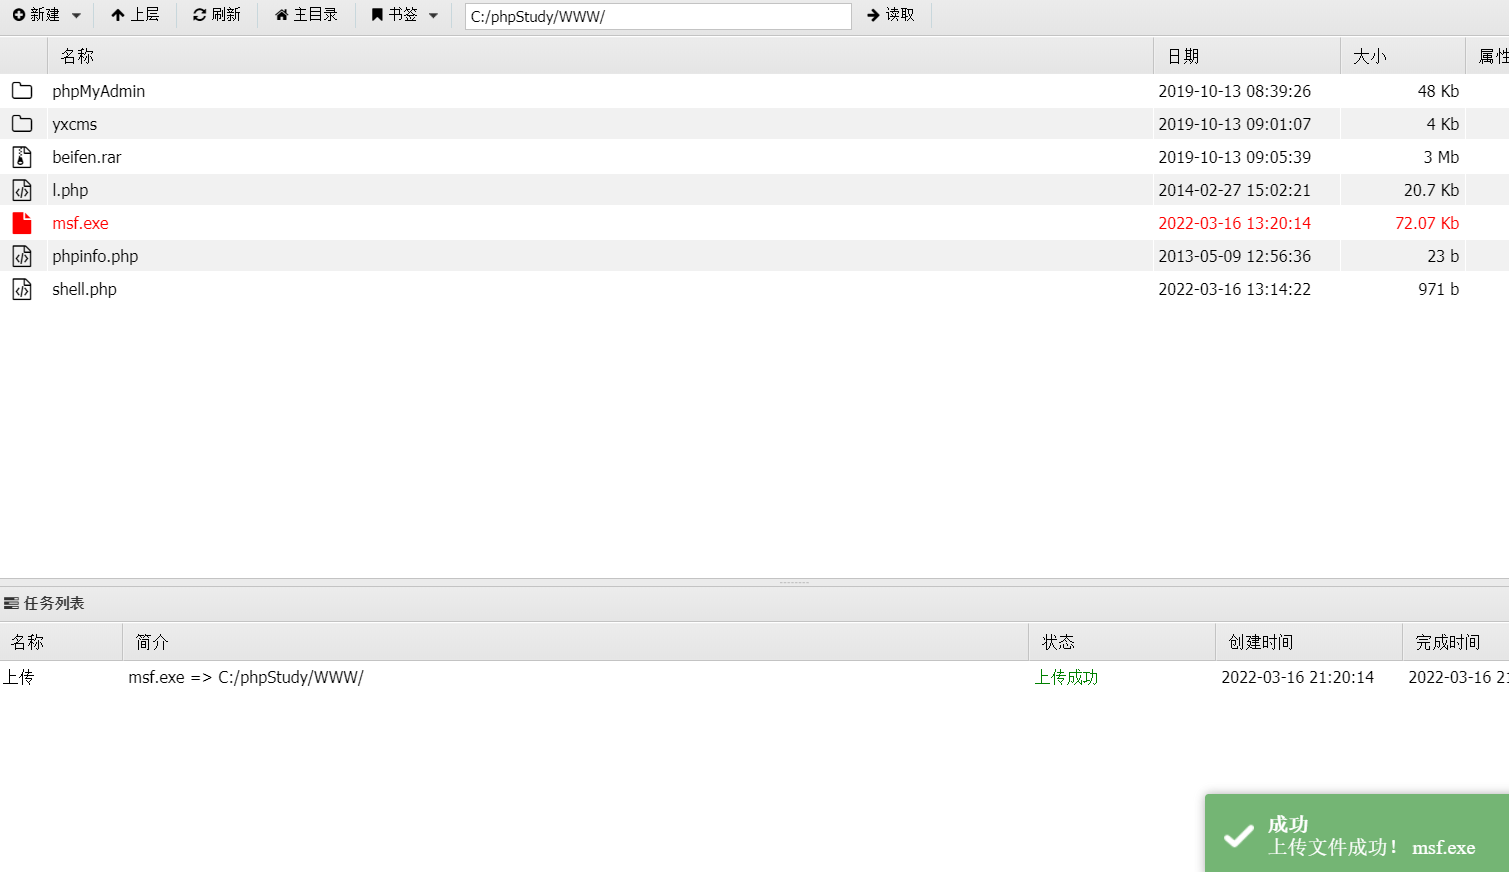 新建 上层 刷新 主目录 书签 C:/phpStudy/WWW/ 读取
名称 日期 大小 属性
phpMyAdmin 2019-10-13 08:39:26 48 Kb
yxcms 2019-10-13 09:01:07 4 Kb
beifen.rar 2019-10-13 09:05:39 3 Mb
l.php 2014-02-27 15:02:21 20.7 Kb
msf.exe 2022-03-16 13:20:14 72.07 Kb
phpinfo.php 2013-05-09 12:56:36 23 b
shell.php 2022-03-16 13:14:22 971 b
任务列表
名称 简介 状态 创建时间 完成时间
上传 msf.exe => C:/phpStudy/WWW/ 上传成功 2022-03-16 21:20:14 2022-03-16 21:
成功
上传文件成功! msf.exe